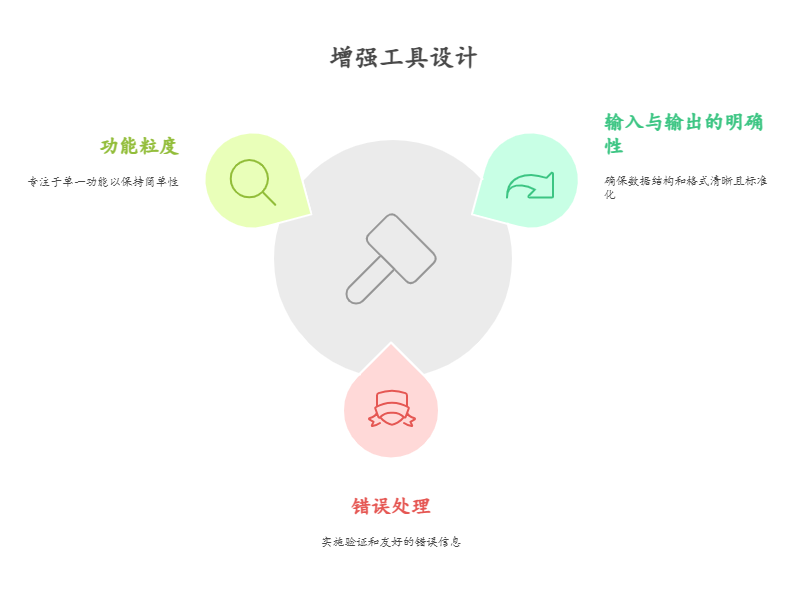 增强工具设计
功能粒度
专注于单一功能以保持简单性
输入与输出的明确
性
确保数据结构和格式清晰且标准
化
错误处理
实施验证和友好的错误信息